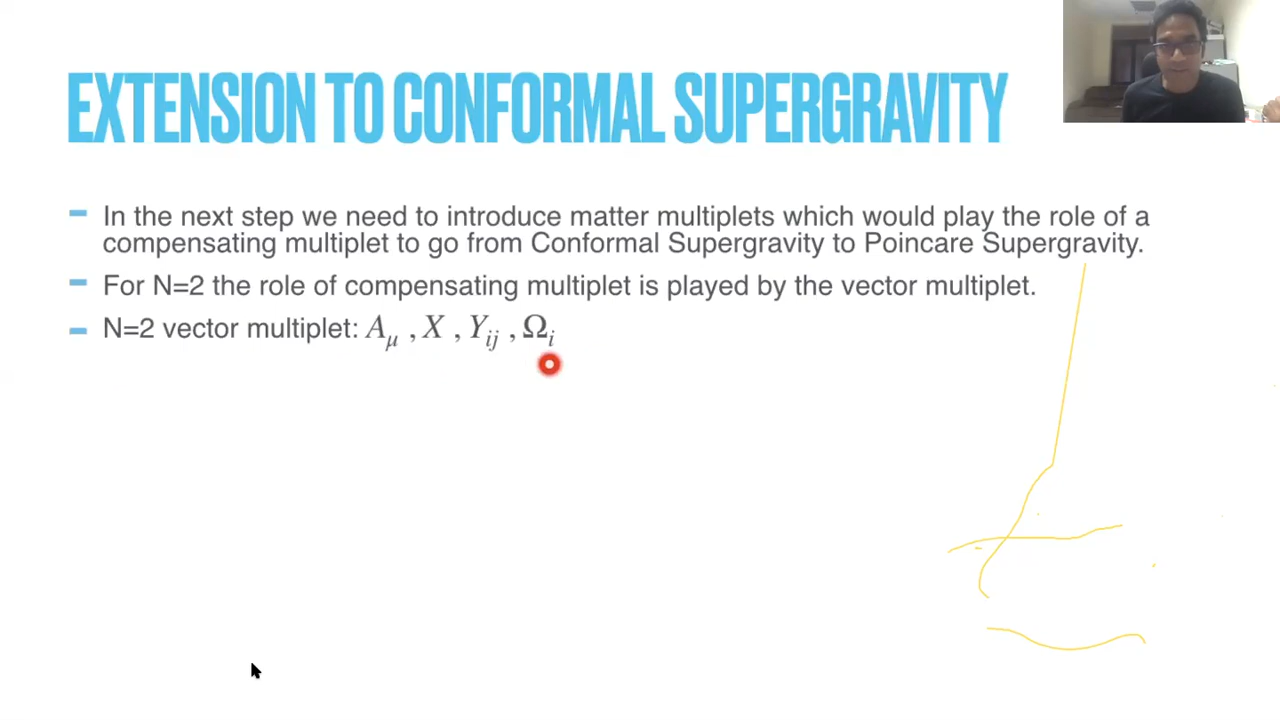 EXTENSION TO CONFORMAL SUPERGRAVITY
- In the next step we need to introduce matter multiplets which would play the role of a
compensating multiplet to go from Conformal Supergravity to Poincare Supergravity.
- For N=2 the role of compensating multiplet is played by the vector multiplet.
- N=2 vector multiplet: A_μ , X , Y_ij , Ω_i